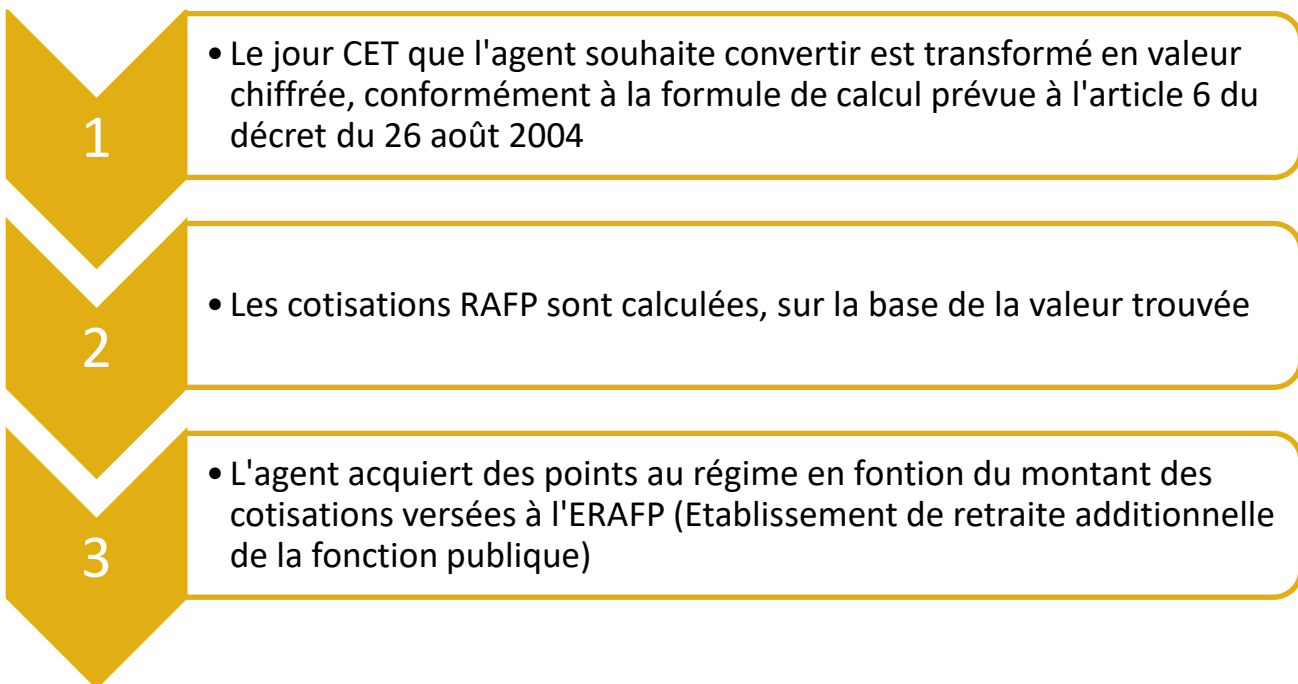 1
• Le jour CET que l'agent souhaite convertir est transformé en valeur
chiffrée, conformément à la formule de calcul prévue à l'article 6 du
décret du 26 août 2004
2
• Les cotisations RAFP sont calculées, sur la base de la valeur trouvée
3
• L'agent acquiert des points au régime en fontion du montant des
cotisations versées à l'ERAFP (Etablissement de retraite additionnelle
de la fonction publique)